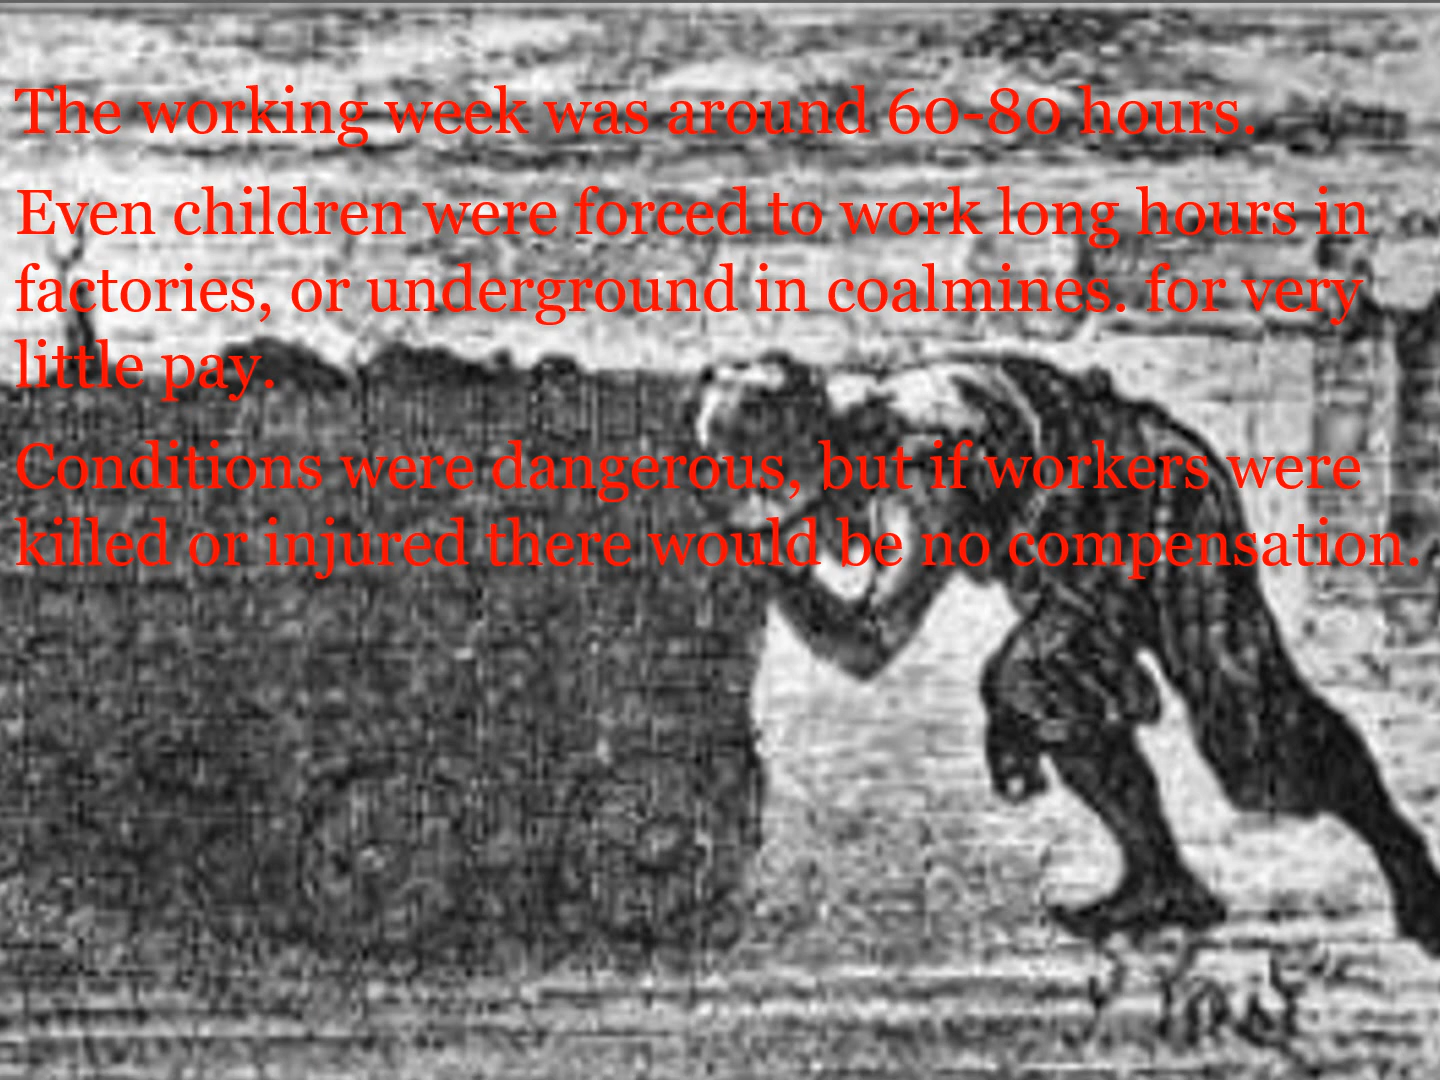 The working week was around 60-80 hours.
Even children were forced to work long hours in
factories, or underground in coalmines. for very
little pay.
Conditions were dangerous, but if workers were
killed or injured there would be no compensation.